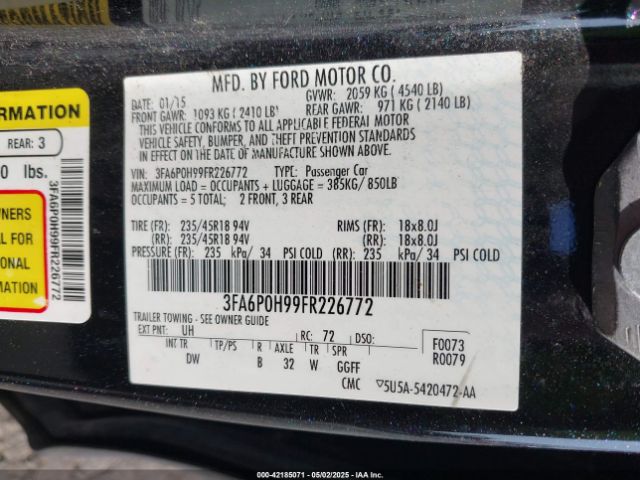 MFD. BY FORD MOTOR CO.
DATE: 01/15 GVWR: 2059 KG ( 4540 LB)
FRONT GAWR: 1093 KG ( 2410 LB) REAR GAWR: 971 KG ( 2140 LB)
THIS VEHICLE CONFORMS TO ALL APPLICABLE FEDERAL MOTOR
VEHICLE SAFETY, BUMPER, AND THEFT PREVENTION STANDARDS
IN EFFECT ON THE DATE OF MANUFACTURE SHOWN ABOVE.
VIN: 3FA6P0H99FR226772 TYPE: Passenger Car
MAXIMUM LOAD = OCCUPANTS + LUGGAGE = 385KG/ 850LB
OCCUPANTS = 5 TOTAL; 2 FRONT, 3 REAR
TIRE (FR): 235/45R18 94V RIMS (FR): 18x8.0J
(RR): 235/45R18 94V (RR): 18x8.0J
PRESSURE (FR): 235 kPa/ 34 PSI COLD (RR): 235 kPa/ 34 PSI COLD
3FA6P0H99FR226772
TRAILER TOWING - SEE OWNER GUIDE
EXT PNT: UH RC: 72 DSO: F0073
INT TR TP/PS R AXLE TR SPR R0079
DW B 32 W GGFF
CMC 5U5A-5420472-AA
FORMATION
REAR: 3
0 lbs.
3FA6P0H99FR226772
WNERS
AL FOR
TIONAL
MATION
000-42185071 - 05/02/2025 - IAAI.COM